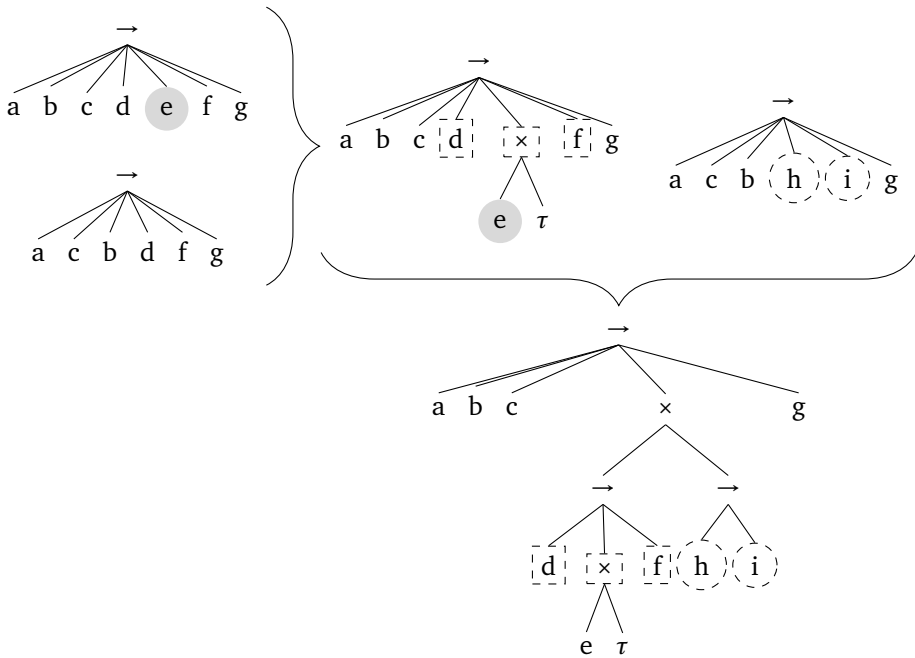 →
a b c d e f g
→
a c b d f g
→
a b c d × f g
e τ
→
a c b h i g
→
a b c × g
→ →
d × f h i
e τ